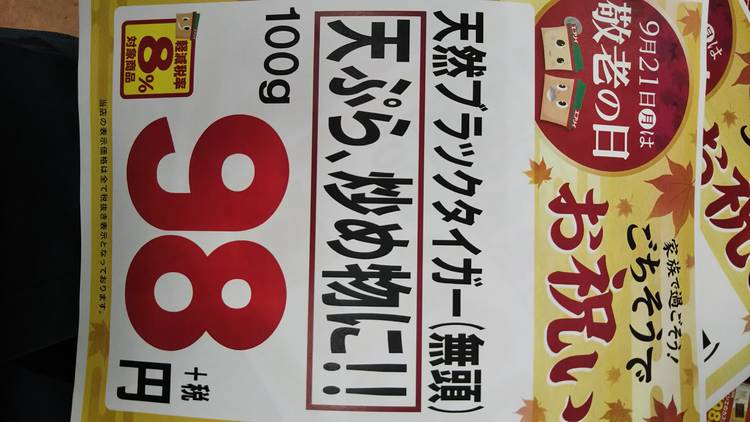 9月21日(月)は
敬老の日
家族で過ごそう!
ごちそうで
お祝い
天然ブラックタイガー(無頭)
天ぷら、炒め物に!!
100g
98円
+税
軽減税率
8%
対象商品
当店の表示価格は全て税抜き表示となっております。